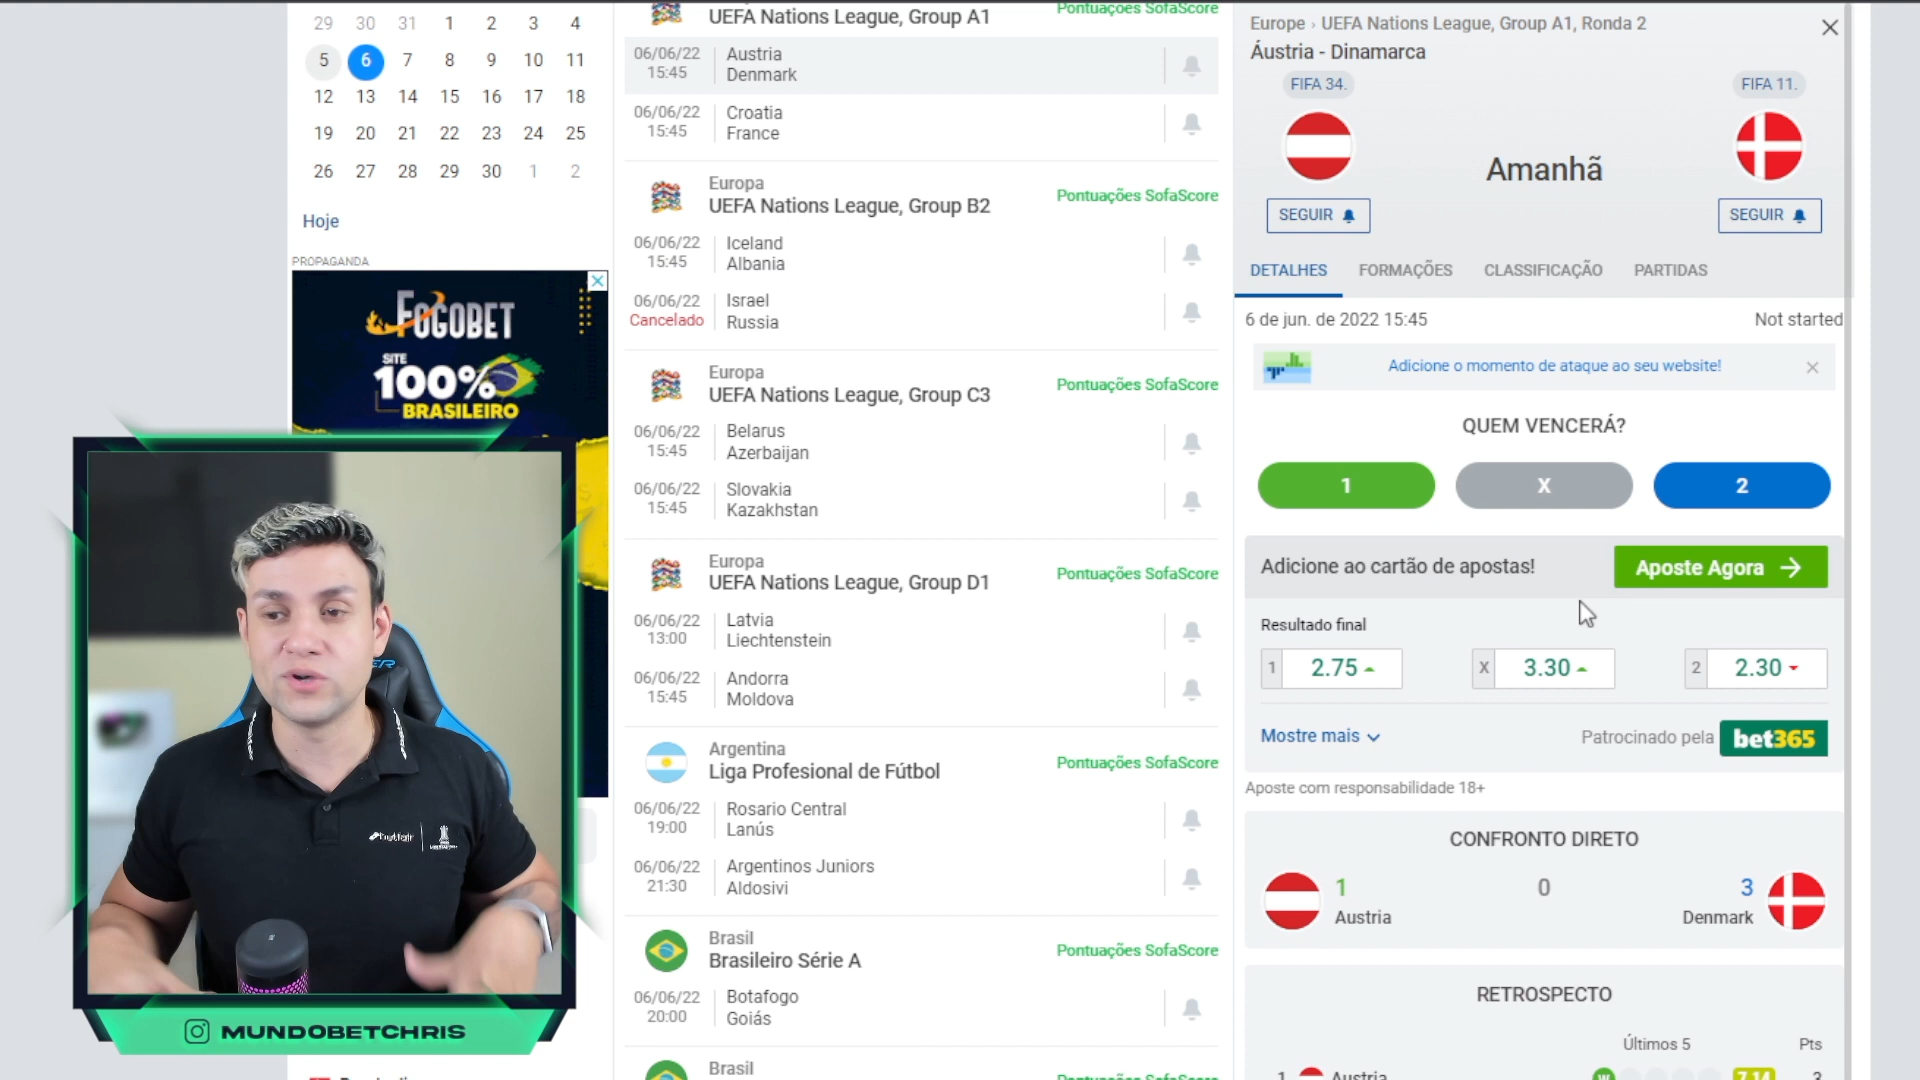 29 30 31 1 2 3 4
5 6 7 8 9 10 11
12 13 14 15 16 17 18
19 20 21 22 23 24 25
26 27 28 29 30 1 2
Hoje
PROPAGANDA
FOGOBET
SITE
100%
BRASILEIRO
MUNDOBETCHRIS
UEFA Nations League, Group A1
Pontuações SofaScore
06/06/22
15:45
Austria
Denmark
06/06/22
15:45
Croatia
France
Europa
UEFA Nations League, Group B2
Pontuações SofaScore
06/06/22
15:45
Iceland
Albania
06/06/22
Cancelado
Israel
Russia
Europa
UEFA Nations League, Group C3
Pontuações SofaScore
06/06/22
15:45
Belarus
Azerbaijan
06/06/22
15:45
Slovakia
Kazakhstan
Europa
UEFA Nations League, Group D1
Pontuações SofaScore
06/06/22
13:00
Latvia
Liechtenstein
06/06/22
15:45
Andorra
Moldova
Argentina
Liga Profesional de Fútbol
Pontuações SofaScore
06/06/22
19:00
Rosario Central
Lanús
06/06/22
21:30
Argentinos Juniors
Aldosivi
Brasil
Brasileiro Série A
Pontuações SofaScore
06/06/22
20:00
Botafogo
Goiás
Brasil
Pontuações SofaScore
Europe › UEFA Nations League, Group A1, Ronda 2
Áustria - Dinamarca
FIFA 34.
FIFA 11.
Amanhã
SEGUIR
SEGUIR
DETALHES FORMAÇÕES CLASSIFICAÇÃO PARTIDAS
6 de jun. de 2022 15:45
Not started
Adicione o momento de ataque ao seu website!
QUEM VENCERÁ?
1 X 2
Adicione ao cartão de apostas!
Aposte Agora
Resultado final
1 2.75 X 3.30 2 2.30
Mostre mais
Patrocinado pela bet365
Aposte com responsabilidade 18+
CONFRONTO DIRETO
1 0 3
Austria Denmark
RETROSPECTO
Últimos 5 Pts
1 Austria W 7.14 3